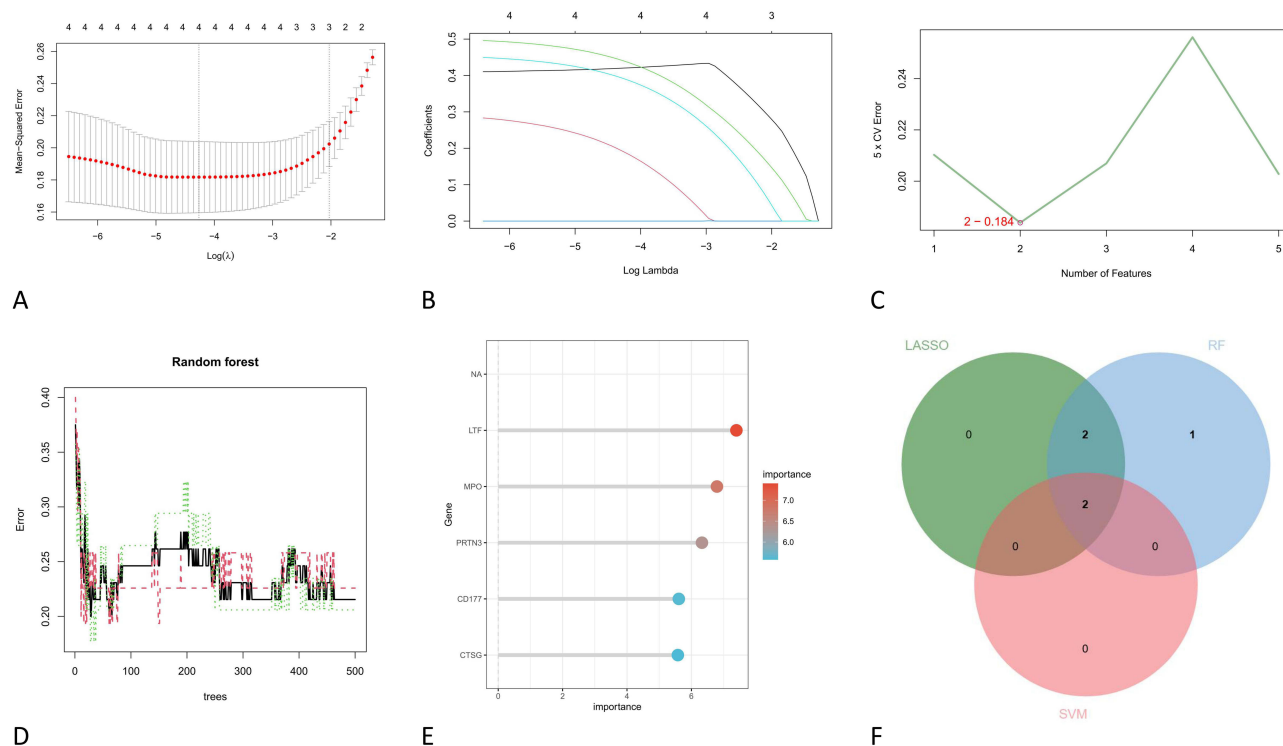 4 4 4 4 4 4 4 4 4 4 4 4 3 3 3 2 2
Mean−Squared Error
0.26
0.24
0.22
0.20
0.18
0.16
−6 −5 −4 −3 −2
Log(λ)
A
4 4 4 4 3
Coefficients
0.5
0.4
0.3
0.2
0.1
0.0
−6 −5 −4 −3 −2
Log Lambda
B
5 x CV Error
0.24
0.22
0.20
2 − 0.184
1 2 3 4 5
Number of Features
C
Random forest
Error
0.40
0.35
0.30
0.25
0.20
0 100 200 300 400 500
trees
D
Gene
NA
LTF
MPO
PRTN3
CD177
CTSG
0 2 4 6
importance
importance
7.0
6.5
6.0
E
LASSO
RF
0
2
1
2
0
0
0
SVM
F